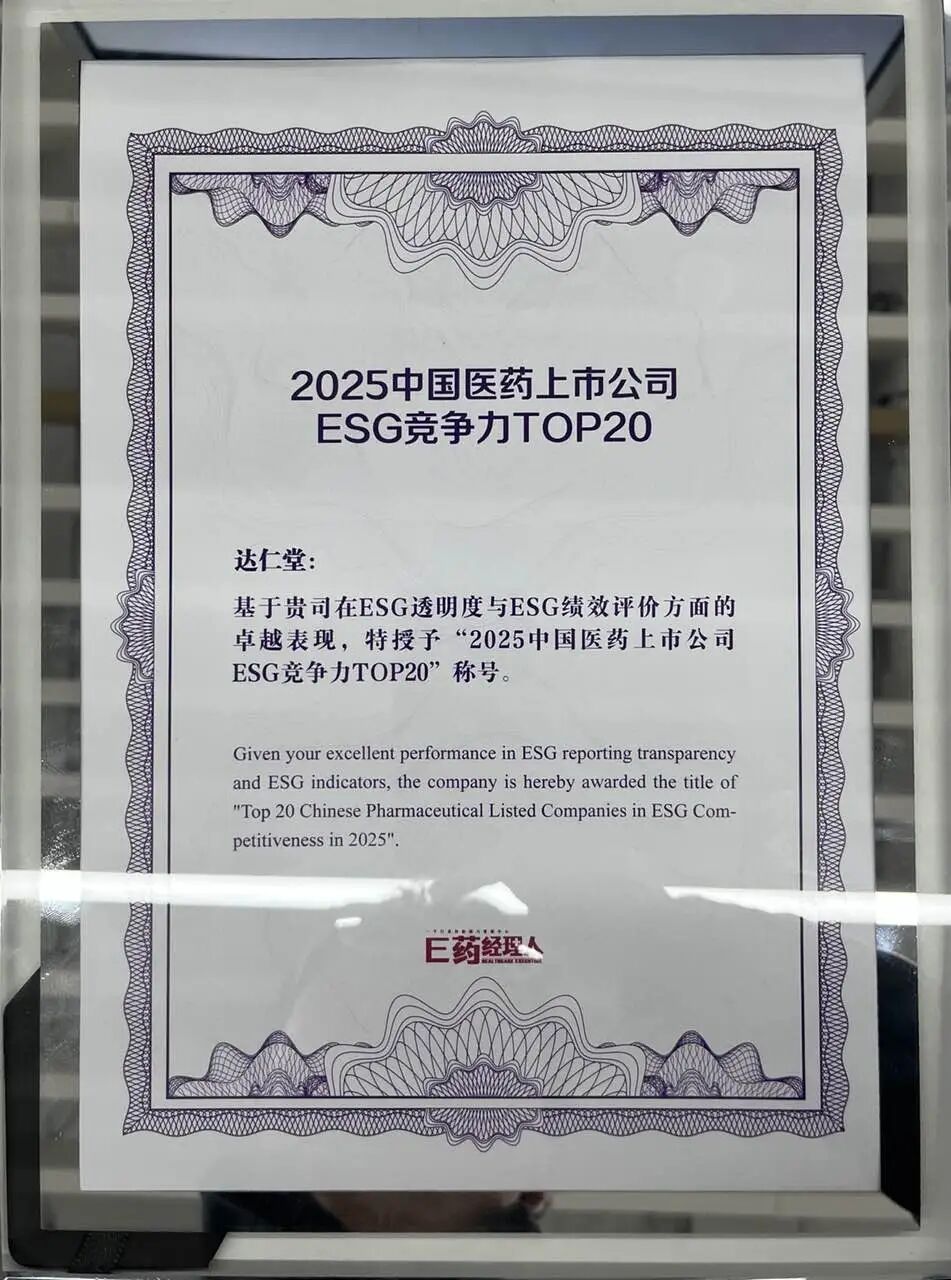 2025中国医药上市公司
ESG竞争力TOP20
达仁堂：
基于贵司在ESG透明度与ESG绩效评价方面的
卓越表现，特授予“2025中国医药上市公司
ESG竞争力TOP20”称号。
Given your excellent performance in ESG reporting transparency
and ESG indicators, the company is hereby awarded the title of
"Top 20 Chinese Pharmaceutical Listed Companies in ESG Com-
petitiveness in 2025".
E药经理人
HEALTHCARE EXECUTIVE